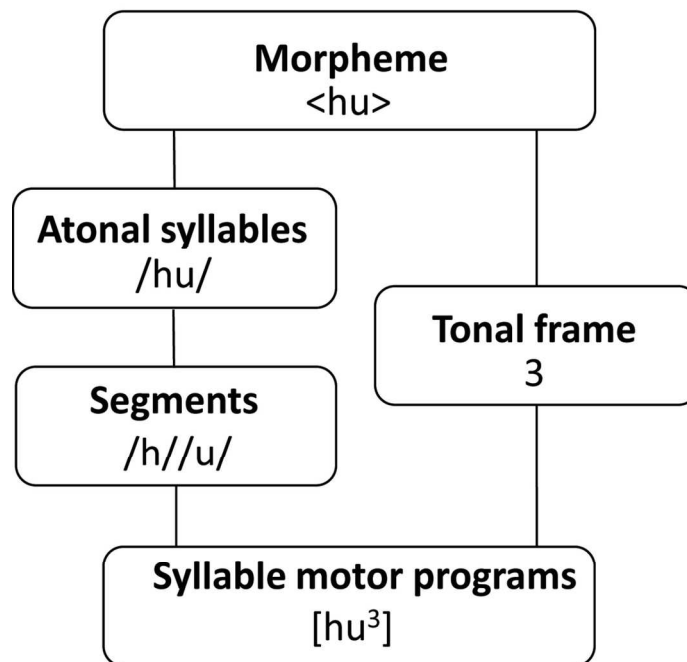 Morpheme
<hu>
Atonal syllables
/hu/
Tonal frame
3
Segments
/h//u/
Syllable motor programs
[hu³]